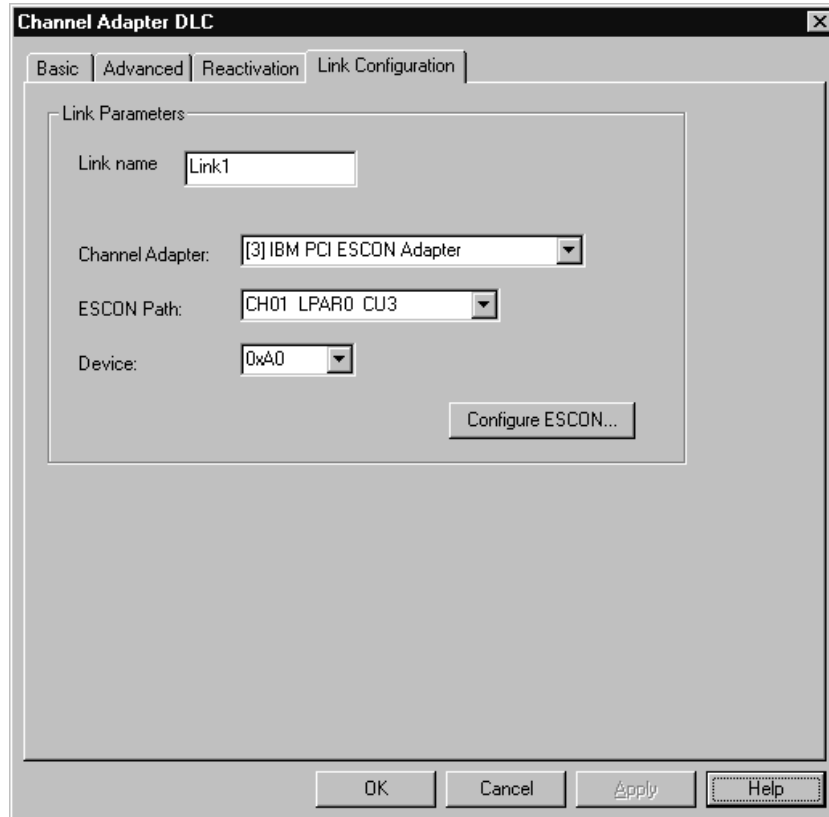 Channel Adapter DLC
Basic Advanced Reactivation Link Configuration
Link Parameters
Link name Link1
Channel Adapter: [3] IBM PCI ESCON Adapter
ESCON Path: CH01 LPAR0 CU3
Device: 0xA0
Configure ESCON...
OK Cancel Apply Help